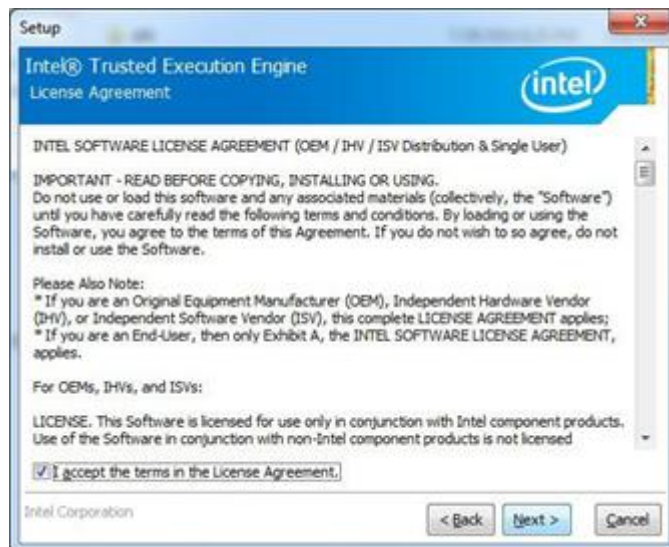 Setup
Intel® Trusted Execution Engine
License Agreement
intel
INTEL SOFTWARE LICENSE AGREEMENT (OEM / IHV / ISV Distribution & Single User)
IMPORTANT - READ BEFORE COPYING, INSTALLING OR USING.
Do not use or load this software and any associated materials (collectively, the "Software")
until you have carefully read the following terms and conditions. By loading or using the
Software, you agree to the terms of this Agreement. If you do not wish to so agree, do not
install or use the Software.
Please Also Note:
* If you are an Original Equipment Manufacturer (OEM), Independent Hardware Vendor
(IHV), or Independent Software Vendor (ISV), this complete LICENSE AGREEMENT applies;
* If you are an End-User, then only Exhibit A, the INTEL SOFTWARE LICENSE AGREEMENT,
applies.
For OEMs, IHVs, and ISVs:
LICENSE. This Software is licensed for use only in conjunction with Intel component products.
Use of the Software in conjunction with non-Intel component products is not licensed
I accept the terms in the License Agreement.
Intel Corporation
< Back Next > Cancel